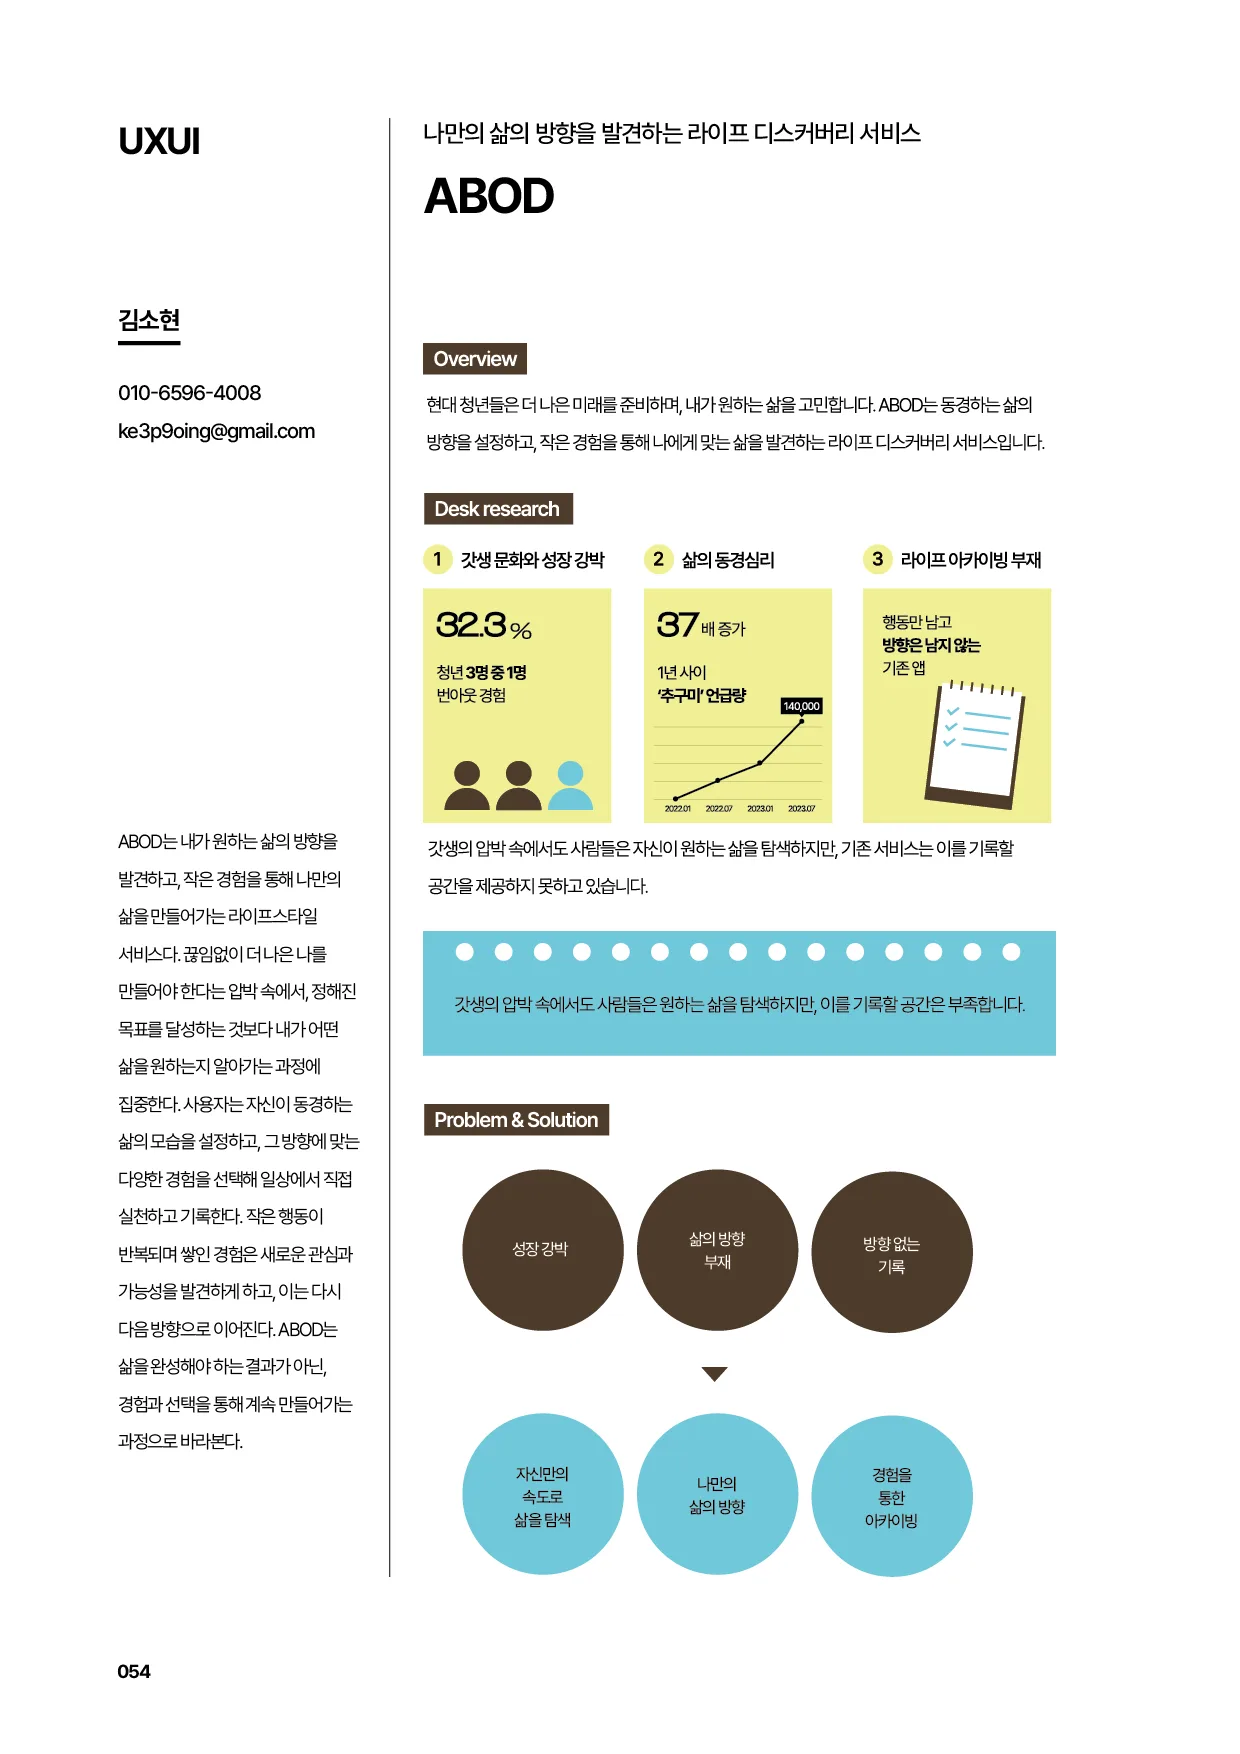 UXUI
김소현
010-6596-4008
ke3p9oing@gmail.com
ABOD는 내가 원하는 삶의 방향을
발견하고, 작은 경험을 통해 나만의
삶을 만들어가는 라이프스타일
서비스다. 끊임없이 더 나은 나를
만들어야 한다는 압박 속에서, 정해진
목표를 달성하는 것보다 내가 어떤
삶을 원하는지 알아가는 과정에
집중한다. 사용자는 자신이 동경하는
삶의 모습을 설정하고, 그 방향에 맞는
다양한 경험을 선택해 일상에서 직접
실천하고 기록한다. 작은 행동이
반복되며 쌓인 경험은 새로운 관심과
가능성을 발견하게 하고, 이는 다시
다음 방향으로 이어진다. ABOD는
삶을 완성해야 하는 결과가 아닌,
경험과 선택을 통해 계속 만들어가는
과정으로 바라본다.
나만의 삶의 방향을 발견하는 라이프 디스커버리 서비스
ABOD
Overview
현대 청년들은 더 나은 미래를 준비하며, 내가 원하는 삶을 고민합니다. ABOD는 동경하는 삶의
방향을 설정하고, 작은 경험을 통해 나에게 맞는 삶을 발견하는 라이프 디스커버리 서비스입니다.
Desk research
1 갓생 문화와 성장 강박
32.3 %
청년 3명 중 1명
번아웃 경험
2 삶의 동경심리
37 배 증가
1년 사이
‘추구미’ 언급량
140,000
2022.01 2022.07 2023.01 2023.07
3 라이프 아카이빙 부재
행동만 남고
방향은 남지 않는
기존 앱
갓생의 압박 속에서도 사람들은 자신이 원하는 삶을 탐색하지만, 기존 서비스는 이를 기록할
공간을 제공하지 못하고 있습니다.
갓생의 압박 속에서도 사람들은 원하는 삶을 탐색하지만, 이를 기록할 공간은 부족합니다.
Problem & Solution
성장 강박
삶의 방향
부재
방향 없는
기록
자신만의
속도로
삶을 탐색
나만의
삶의 방향
경험을
통한
아카이빙
054